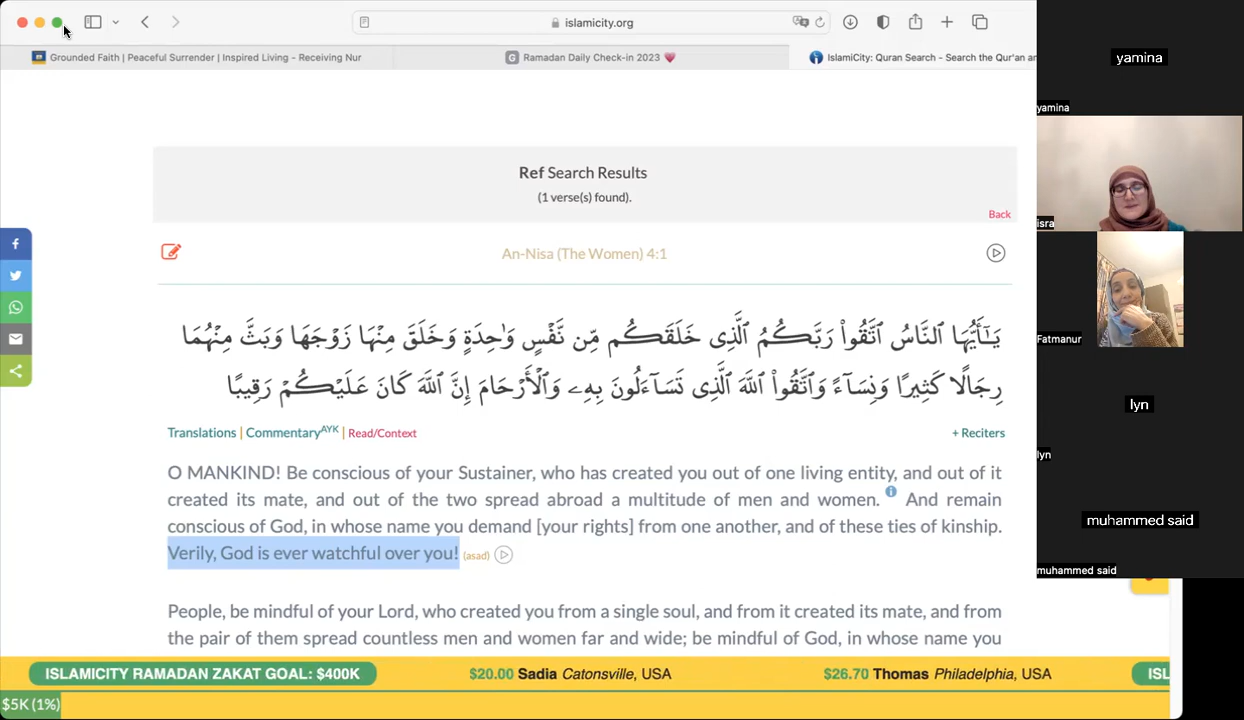 islamicity.org
Grounded Faith | Peaceful Surrender | Inspired Living - Receiving Nur
Ramadan Daily Check-in 2023
IslamiCity: Quran Search - Search the Qur'an an
Ref Search Results
(1 verse(s) found).
Back
An-Nisa (The Women) 4:1
يَـٰٓأَيُّهَا ٱلنَّاسُ ٱتَّقُوا۟ رَبَّكُمُ ٱلَّذِى خَلَقَكُم مِّن نَّفْسٍ وَٰحِدَةٍ وَخَلَقَ مِنْهَا زَوْجَهَا وَبَثَّ مِنْهُمَا
رِجَالًا كَثِيرًا وَنِسَآءً وَٱتَّقُوا۟ ٱللَّهَ ٱلَّذِى تَسَآءَلُونَ بِهِۦ وَٱلْأَرْحَامَ إِنَّ ٱللَّهَ كَانَ عَلَيْكُمْ رَقِيبًا
Translations | CommentaryAYK | Read/Context
+ Reciters
O MANKIND! Be conscious of your Sustainer, who has created you out of one living entity, and out of it
created its mate, and out of the two spread abroad a multitude of men and women. And remain
conscious of God, in whose name you demand [your rights] from one another, and of these ties of kinship.
Verily, God is ever watchful over you! (asad)
People, be mindful of your Lord, who created you from a single soul, and from it created its mate, and from
the pair of them spread countless men and women far and wide; be mindful of God, in whose name you
ISLAMICITY RAMADAN ZAKAT GOAL: $400K
$20.00 Sadia Catonsville, USA
$26.70 Thomas Philadelphia, USA
ISL
$5K (1%)
yamina
yamina
isra
Fatmanur
lyn
lyn
muhammed said
muhammed said